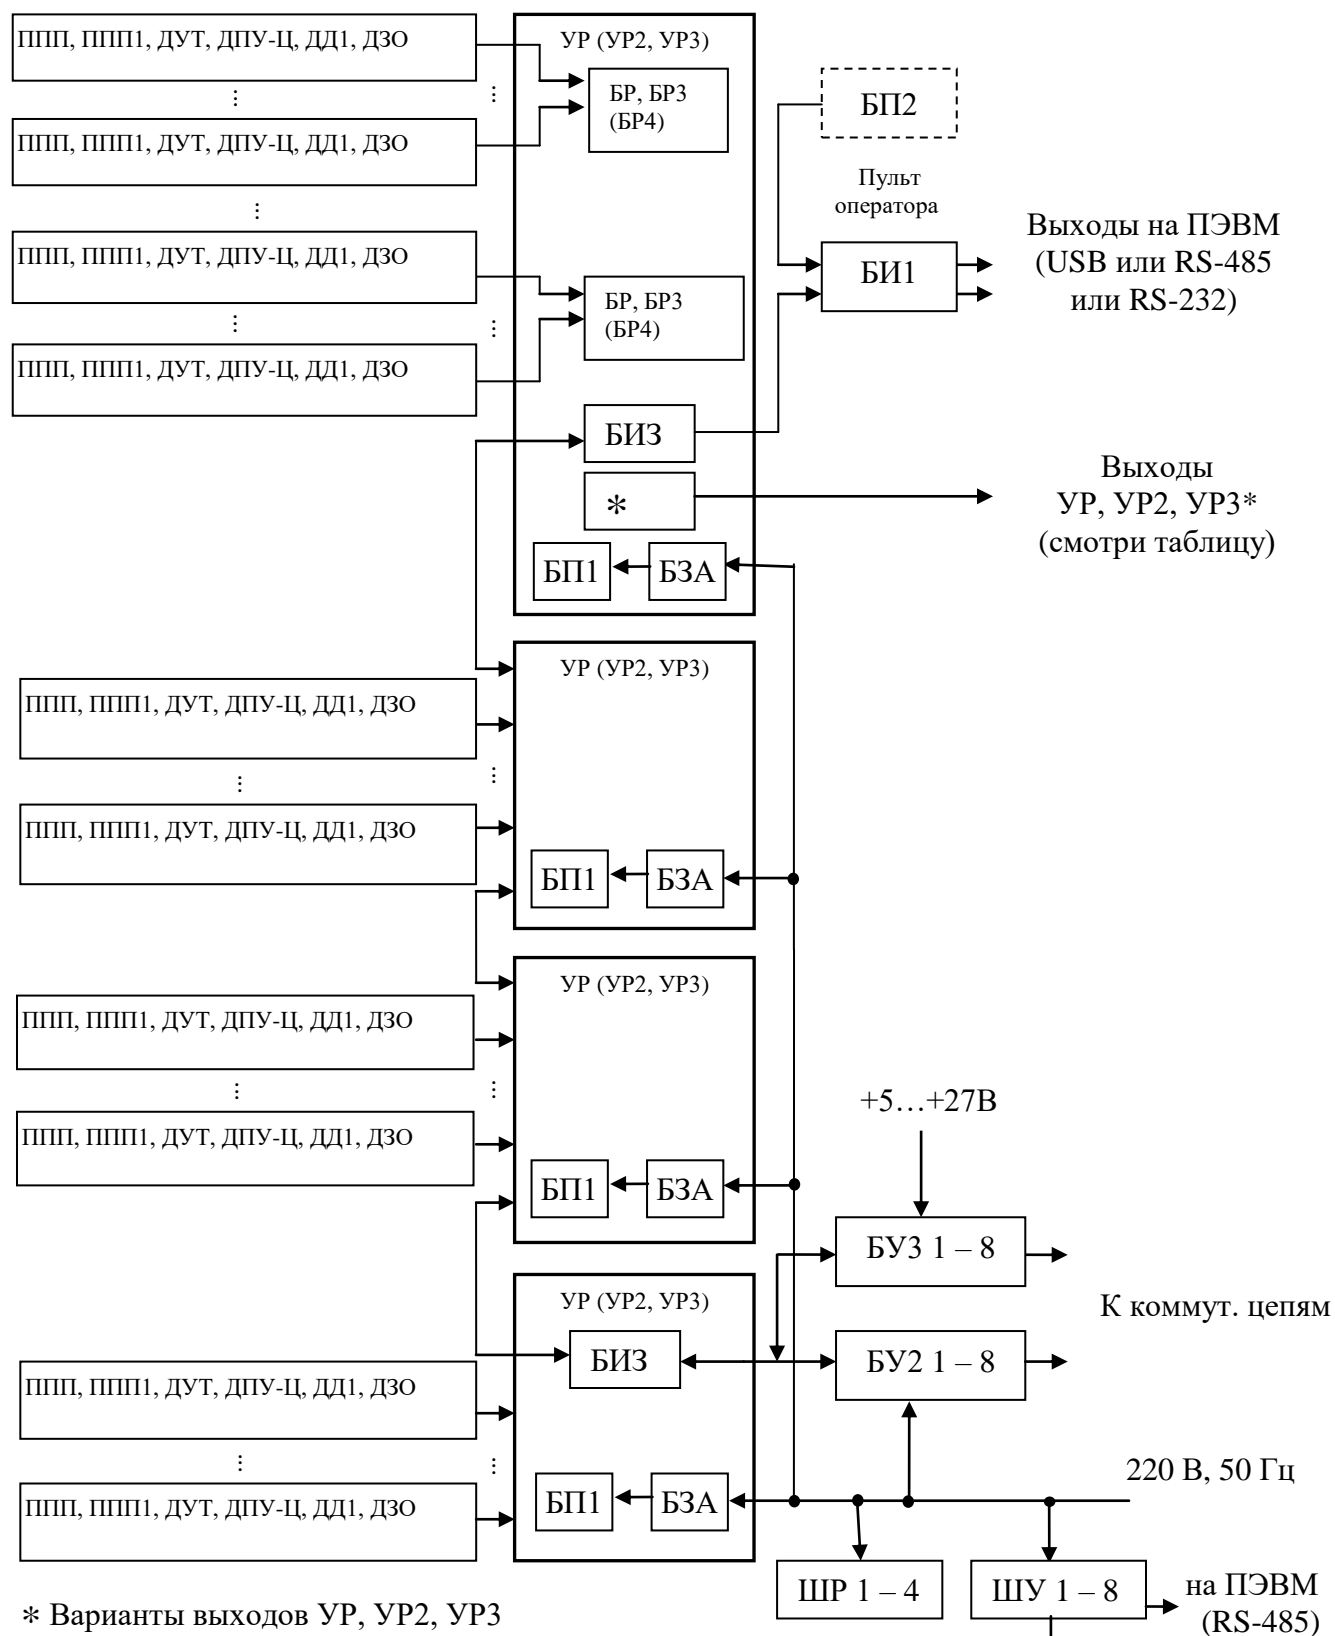 ППП, ППП1, ДУТ, ДПУ-Ц, ДД1, ДЗО
...
ППП, ППП1, ДУТ, ДПУ-Ц, ДД1, ДЗО
...
ППП, ППП1, ДУТ, ДПУ-Ц, ДД1, ДЗО
...
ППП, ППП1, ДУТ, ДПУ-Ц, ДД1, ДЗО
УР (УР2, УР3)
...
БР, БР3
(БР4)
...
БР, БР3
(БР4)
БИЗ
*
БП1
БЗА
БП2
Пульт
оператора
БИ1
Выходы на ПЭВМ
(USB или RS-485
или RS-232)
Выходы
УР, УР2, УР3*
(смотри таблицу)
УР (УР2, УР3)
ППП, ППП1, ДУТ, ДПУ-Ц, ДД1, ДЗО
...
...
ППП, ППП1, ДУТ, ДПУ-Ц, ДД1, ДЗО
БП1
БЗА
УР (УР2, УР3)
ППП, ППП1, ДУТ, ДПУ-Ц, ДД1, ДЗО
...
...
ППП, ППП1, ДУТ, ДПУ-Ц, ДД1, ДЗО
БП1
БЗА
+5…+27В
БУ3 1 – 8
К коммут. цепям
БУ2 1 – 8
УР (УР2, УР3)
БИЗ
ППП, ППП1, ДУТ, ДПУ-Ц, ДД1, ДЗО
...
...
ППП, ППП1, ДУТ, ДПУ-Ц, ДД1, ДЗО
БП1
БЗА
220 В, 50 Гц
ШР 1 – 4
ШУ 1 – 8
на ПЭВМ
(RS-485)
* Варианты выходов УР, УР2, УР3